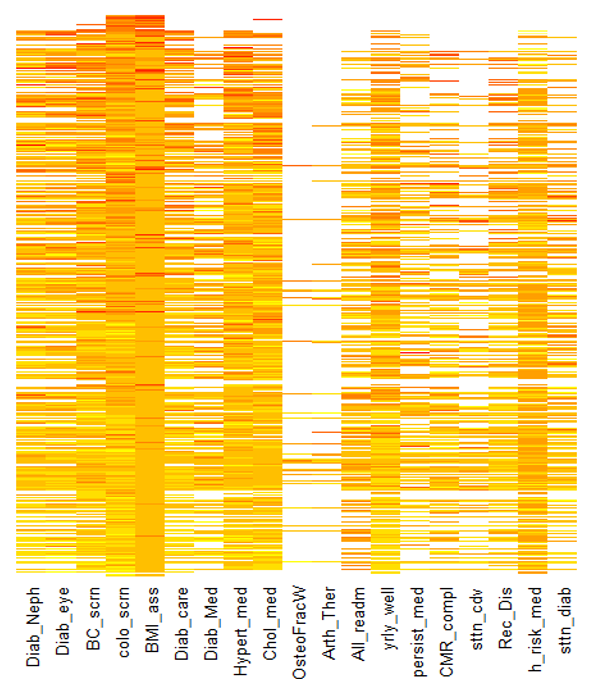 Diab_Neph
Diab_eye
BC_scrn
colo_scrn
BMI_ass
Diab_care
Diab_Med
Hypert_med
Chol_med
OsteoFracW
Arth_Ther
All_readm
yrly_well
persist_med
CMR_compl
sttn_cdv
Rec_Dis
h_risk_med
sttn_diab